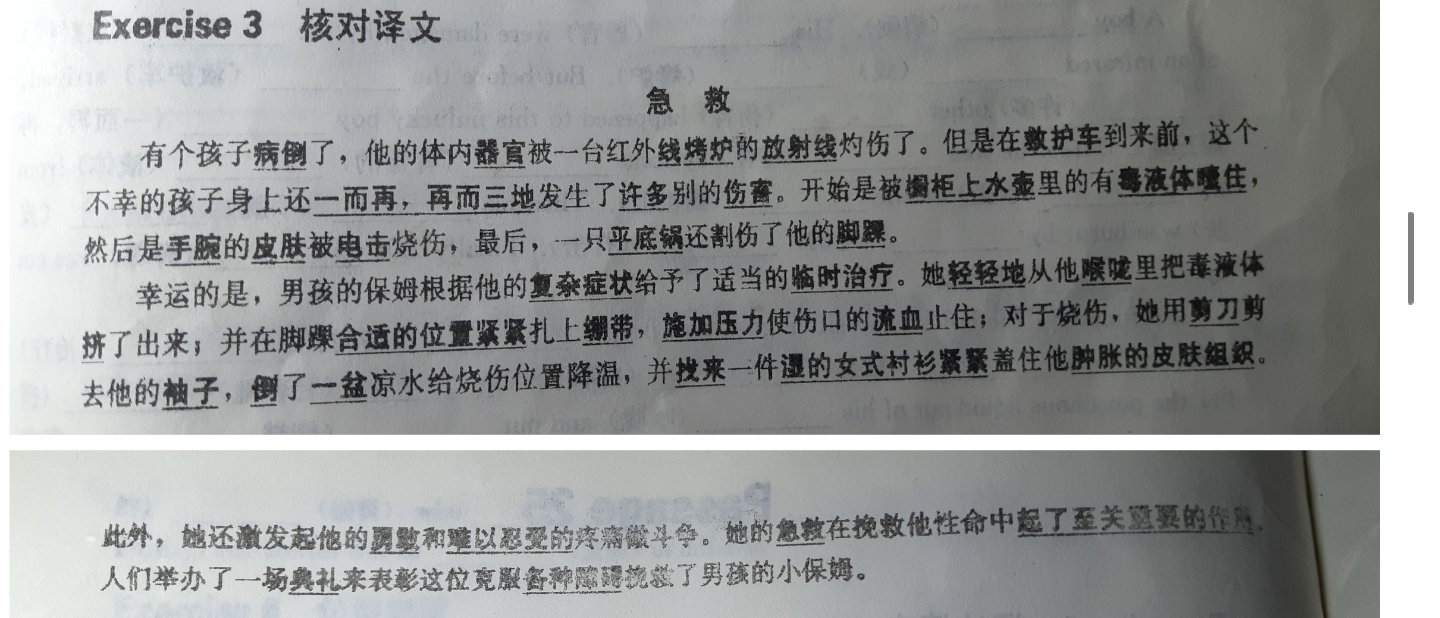 Exercise 3 核对译文
急 救
有个孩子病倒了，他的体内器官被一台红外线烤炉的放射线灼伤了。但是在救护车到来前，这个
不幸的孩子身上还一而再，再而三地发生了许多别的伤害。开始是被橱柜上水壶里的有毒液体噎住，
然后是手腕的皮肤被电击烧伤，最后，一只平底锅还割伤了他的脚踝。
幸运的是，男孩的保姆根据他的复杂症状给予了适当的临时治疗。她轻轻地从他喉咙里把毒液体
挤了出来；并在脚踝合适的位置紧紧扎上绷带，施加压力使伤口的流血止住；对于烧伤，她用剪刀剪
去他的袖子，倒了一盆凉水给烧伤位置降温，并找来一件湿的女式衬衫紧紧盖住他肿胀的皮肤组织。
此外，她还激发起他的勇敢和难以忍受的疼痛做斗争。她的急救在挽救他性命中起了至关重要的作用。
人们举办了一场典礼来表彰这位克服各种障碍挽救了男孩的小保姆。